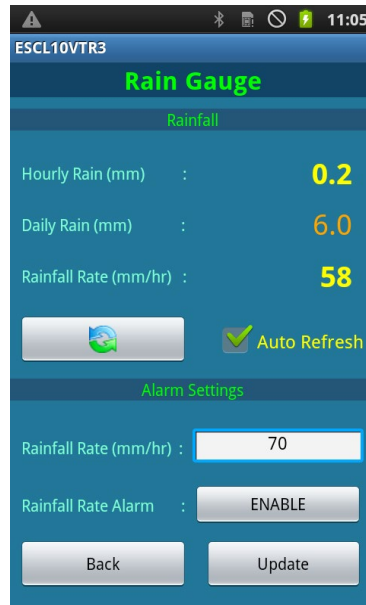 11:05
ESCL10VTR3
Rain Gauge
Rainfall
Hourly Rain (mm) : 0.2
Daily Rain (mm) : 6.0
Rainfall Rate (mm/hr) : 58
Auto Refresh
Alarm Settings
Rainfall Rate (mm/hr) : 70
Rainfall Rate Alarm : ENABLE
Back Update